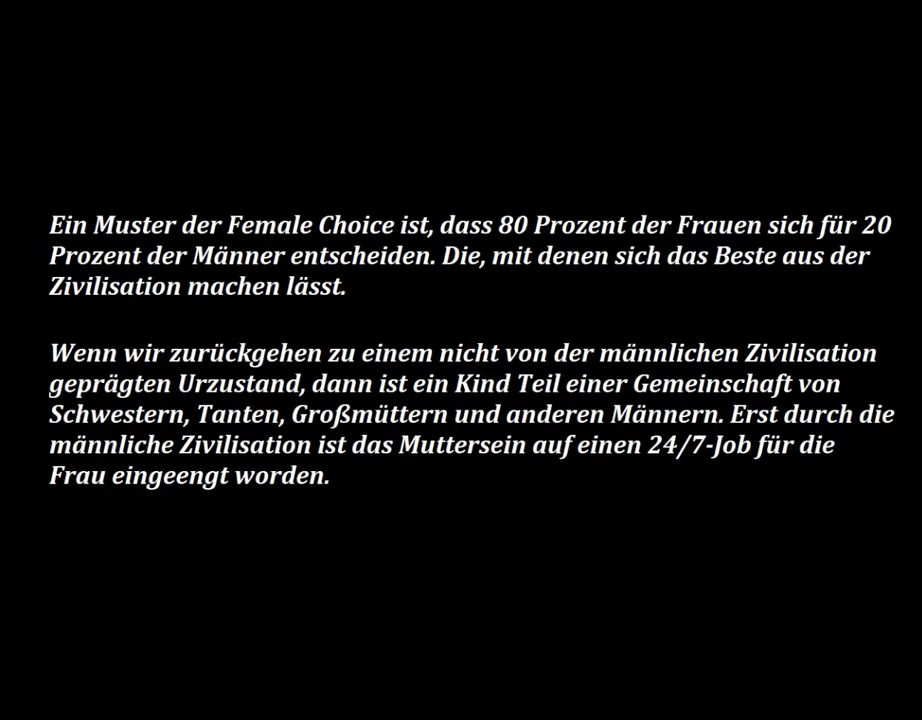 Ein Muster der Female Choice ist, dass 80 Prozent der Frauen sich für 20
Prozent der Männer entscheiden. Die, mit denen sich das Beste aus der
Zivilisation machen lässt.
Wenn wir zurückgehen zu einem nicht von der männlichen Zivilisation
geprägten Urzustand, dann ist ein Kind Teil einer Gemeinschaft von
Schwestern, Tanten, Großmüttern und anderen Männern. Erst durch die
männliche Zivilisation ist das Muttersein auf einen 24/7-Job für die
Frau eingeengt worden.